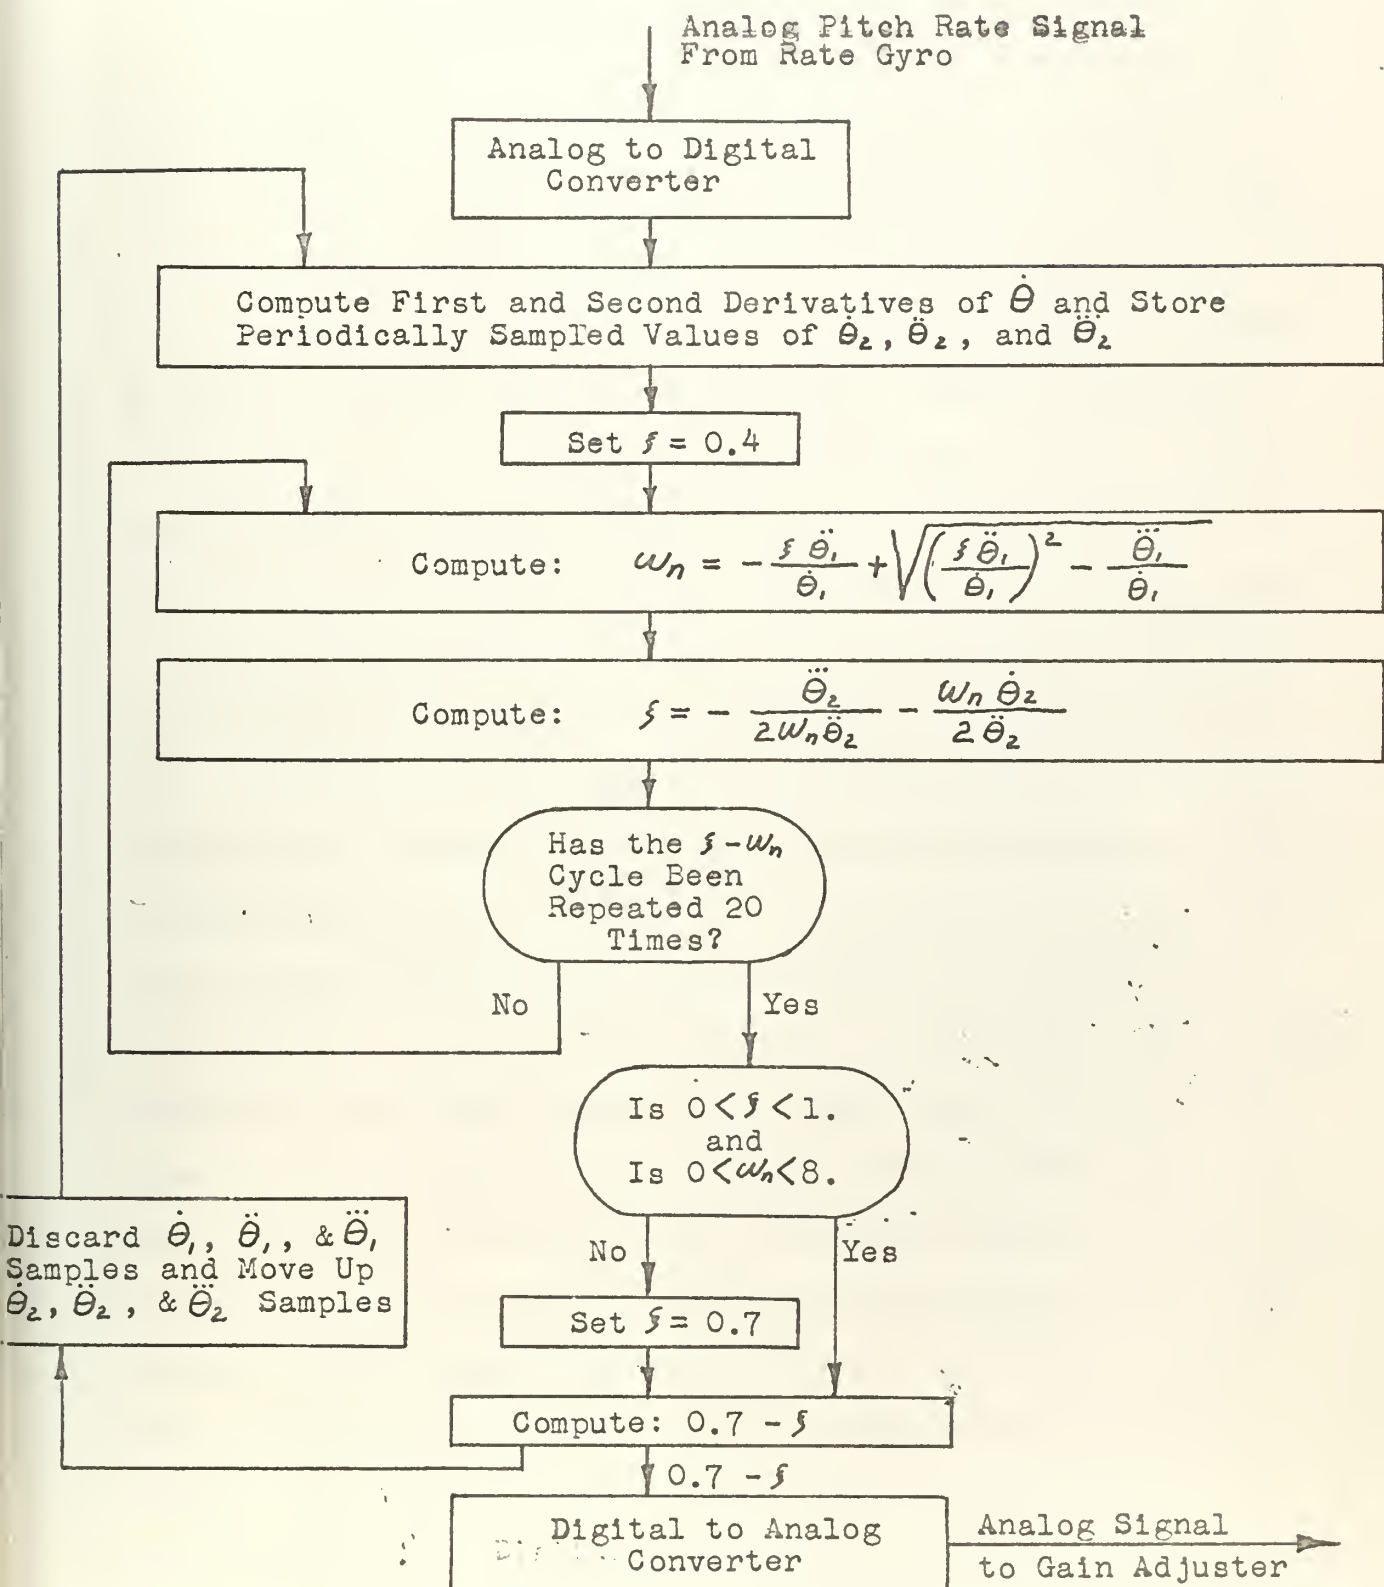 Analog Pitch Rate Signal
From Rate Gyro
Analog to Digital
Converter
Compute First and Second Derivatives of θ̇ and Store
Periodically Sampled Values of θ̇₂, θ̈₂, and θ⃛₂
Set ζ = 0.4
Compute: ωₙ = - ζ θ̈₁ / θ̇₁ + √((ζ θ̈₁ / θ̇₁)² - θ⃛₁ / θ̇₁)
Compute: ζ = - θ⃛₂ / 2ωₙθ̈₂ - ωₙ θ̇₂ / 2 θ̈₂
Has the ζ-ωₙ
Cycle Been
Repeated 20
Times?
No
Yes
Is 0<ζ<1.
and
Is 0<ωₙ<8.
Discard θ̇₁, θ̈₁, & θ⃛₁
Samples and Move Up
θ̇₂, θ̈₂, & θ⃛₂ Samples
No
Yes
Set ζ = 0.7
Compute: 0.7 - ζ
0.7 - ζ
Digital to Analog
Converter
Analog Signal
to Gain Adjuster